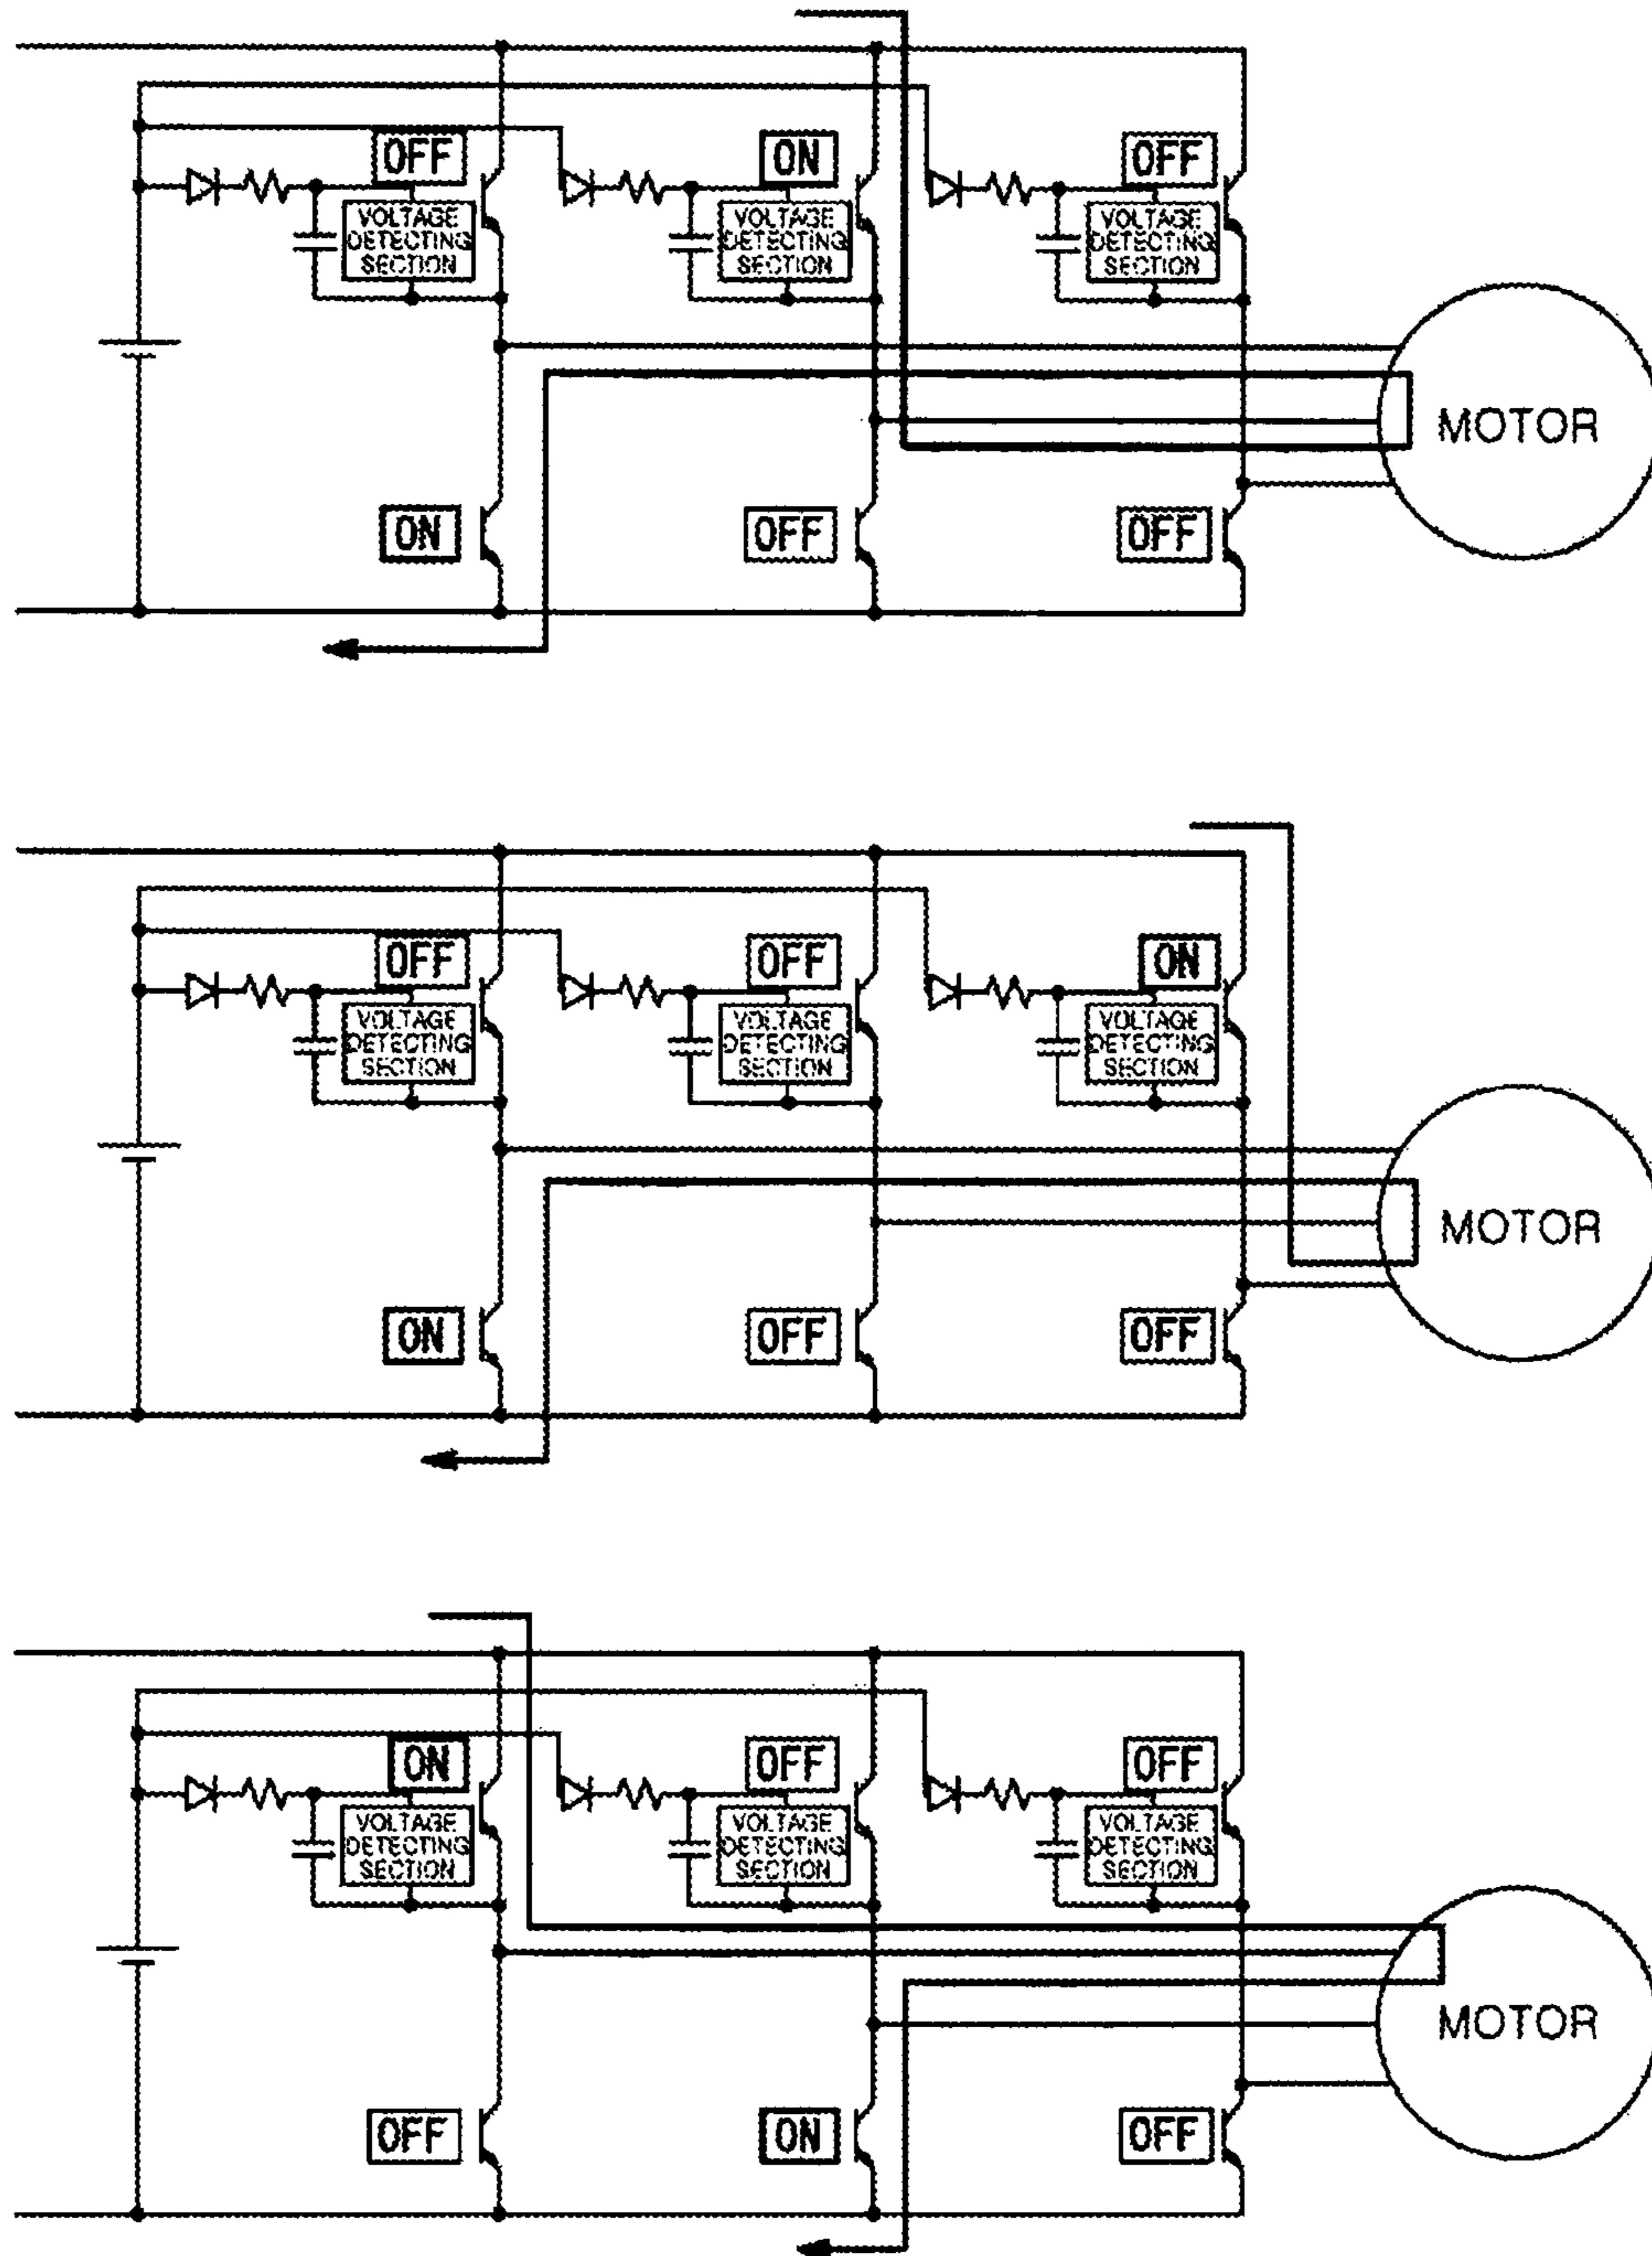 OFF
ON
OFF
VOLTAGE
DETECTING
SECTION
VOLTAGE
DETECTING
SECTION
VOLTAGE
DETECTING
SECTION
MOTOR
ON
OFF
OFF
OFF
OFF
ON
VOLTAGE
DETECTING
SECTION
VOLTAGE
DETECTING
SECTION
VOLTAGE
DETECTING
SECTION
MOTOR
ON
OFF
OFF
ON
OFF
OFF
VOLTAGE
DETECTING
SECTION
VOLTAGE
DETECTING
SECTION
VOLTAGE
DETECTING
SECTION
MOTOR
OFF
ON
OFF